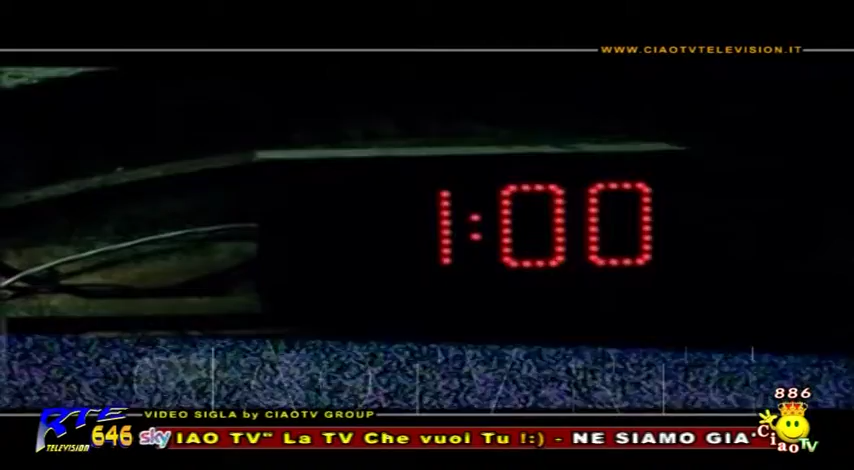 WWW.CIAOTVTELEVISION.IT
1:00
886
VIDEO SIGLA by CIAOTV GROUP
RTE
TELEVISION
646
sky
IAO TV" La TV Che vuoi Tu !:) - NE SIAMO GIA'
Ciao TV